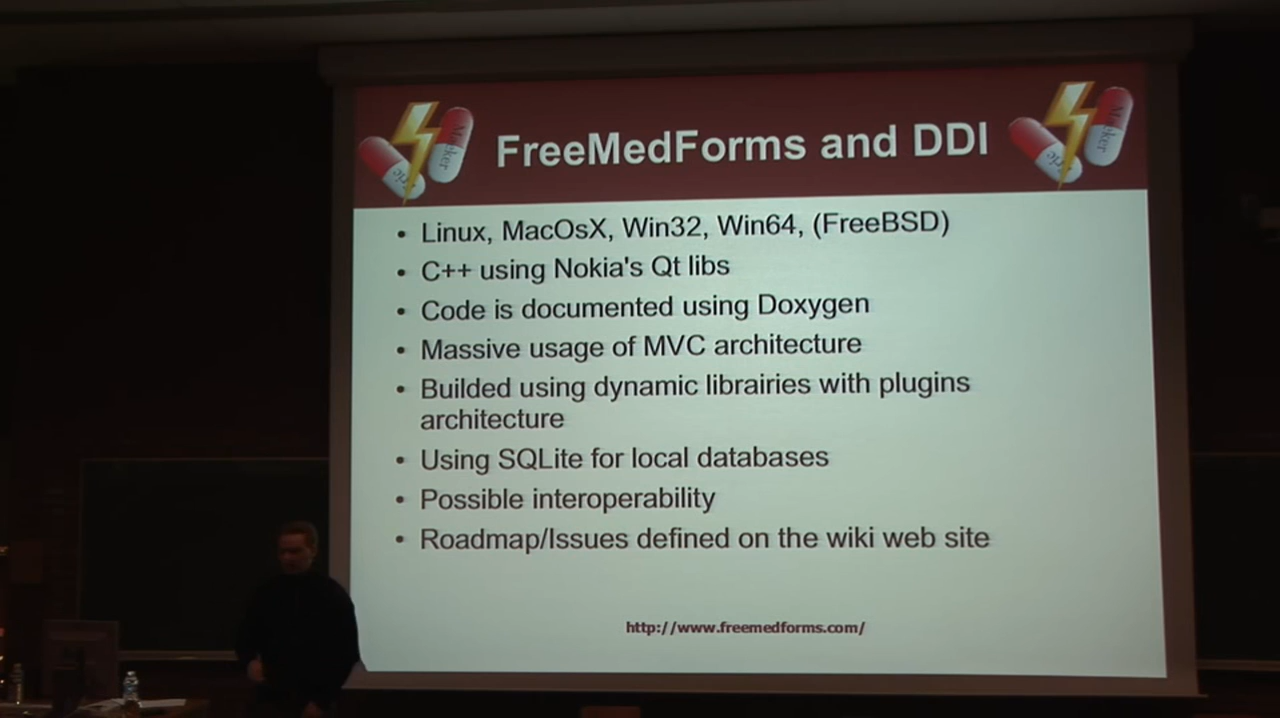 FreeMedForms and DDI
• Linux, MacOsX, Win32, Win64, (FreeBSD)
• C++ using Nokia's Qt libs
• Code is documented using Doxygen
• Massive usage of MVC architecture
• Builded using dynamic librairies with plugins
architecture
• Using SQLite for local databases
• Possible interoperability
• Roadmap/Issues defined on the wiki web site
http://www.freemedforms.com/